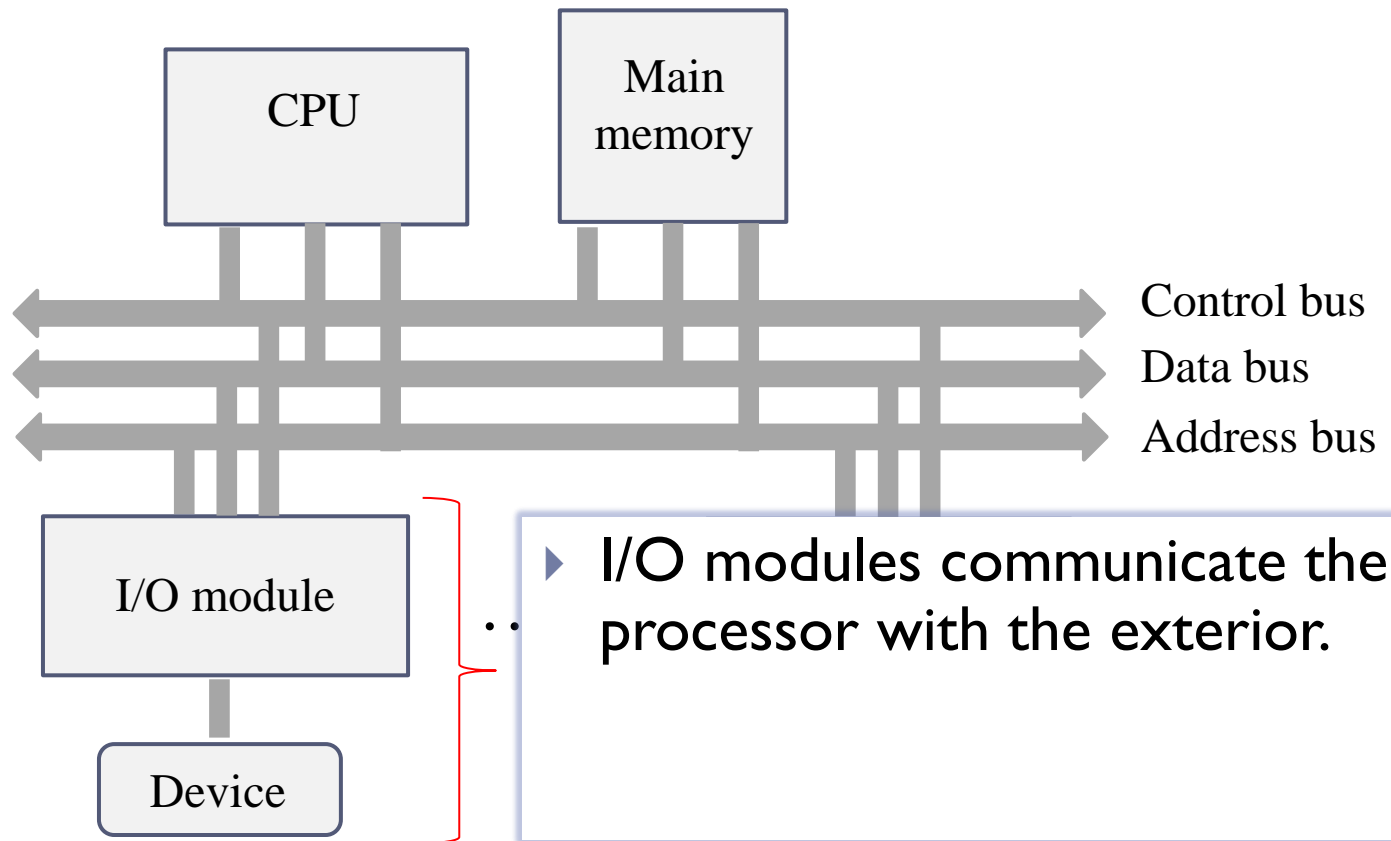 CPU
Main
memory
Control bus
Data bus
Address bus
I/O module
..
I/O modules communicate the
processor with the exterior.
Device